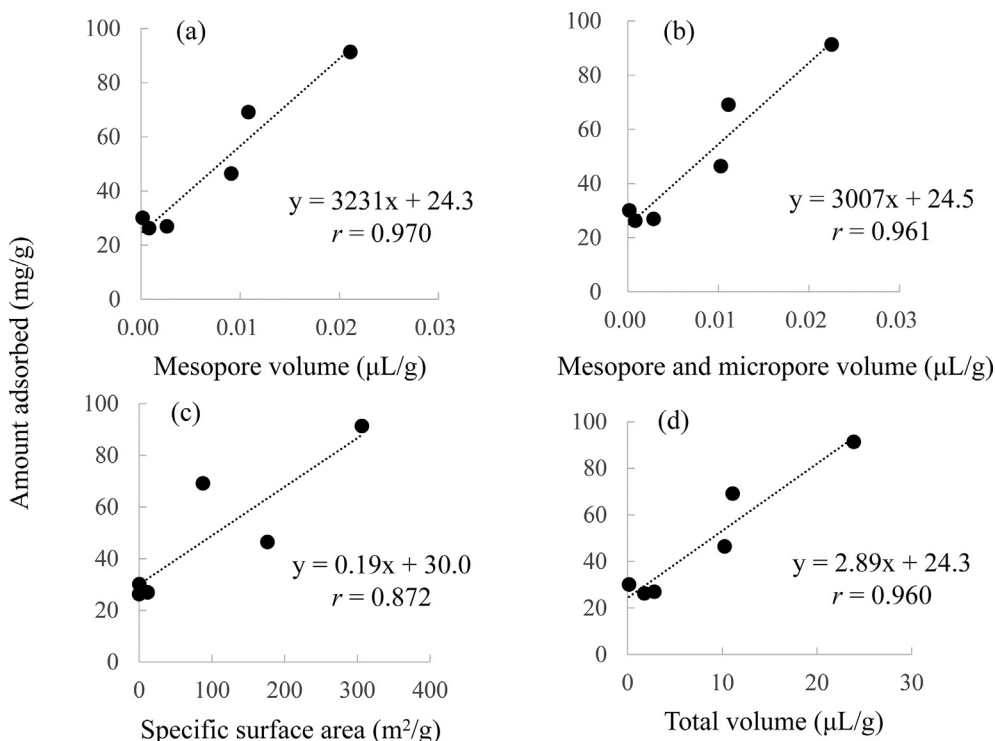 Amount adsorbed (mg/g)
(a)
100
80
60
40
20
0
y = 3231x + 24.3
r = 0.970
0.00 0.01 0.02 0.03
Mesopore volume (μL/g)
(b)
100
80
60
40
20
0
y = 3007x + 24.5
r = 0.961
0.00 0.01 0.02 0.03
Mesopore and micropore volume (μL/g)
(c)
100
80
60
40
20
0
y = 0.19x + 30.0
r = 0.872
0 100 200 300 400
Specific surface area (m²/g)
(d)
100
80
60
40
20
0
y = 2.89x + 24.3
r = 0.960
0 10 20 30
Total volume (μL/g)